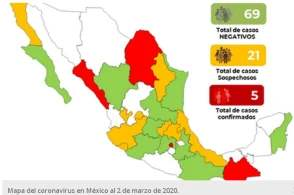 69
Total de casos
NEGATIVOS
21
Total de casos
Sospechosos
5
Total de casos
confirmados
Mapa del coronavirus en México al 2 de marzo de 2020.